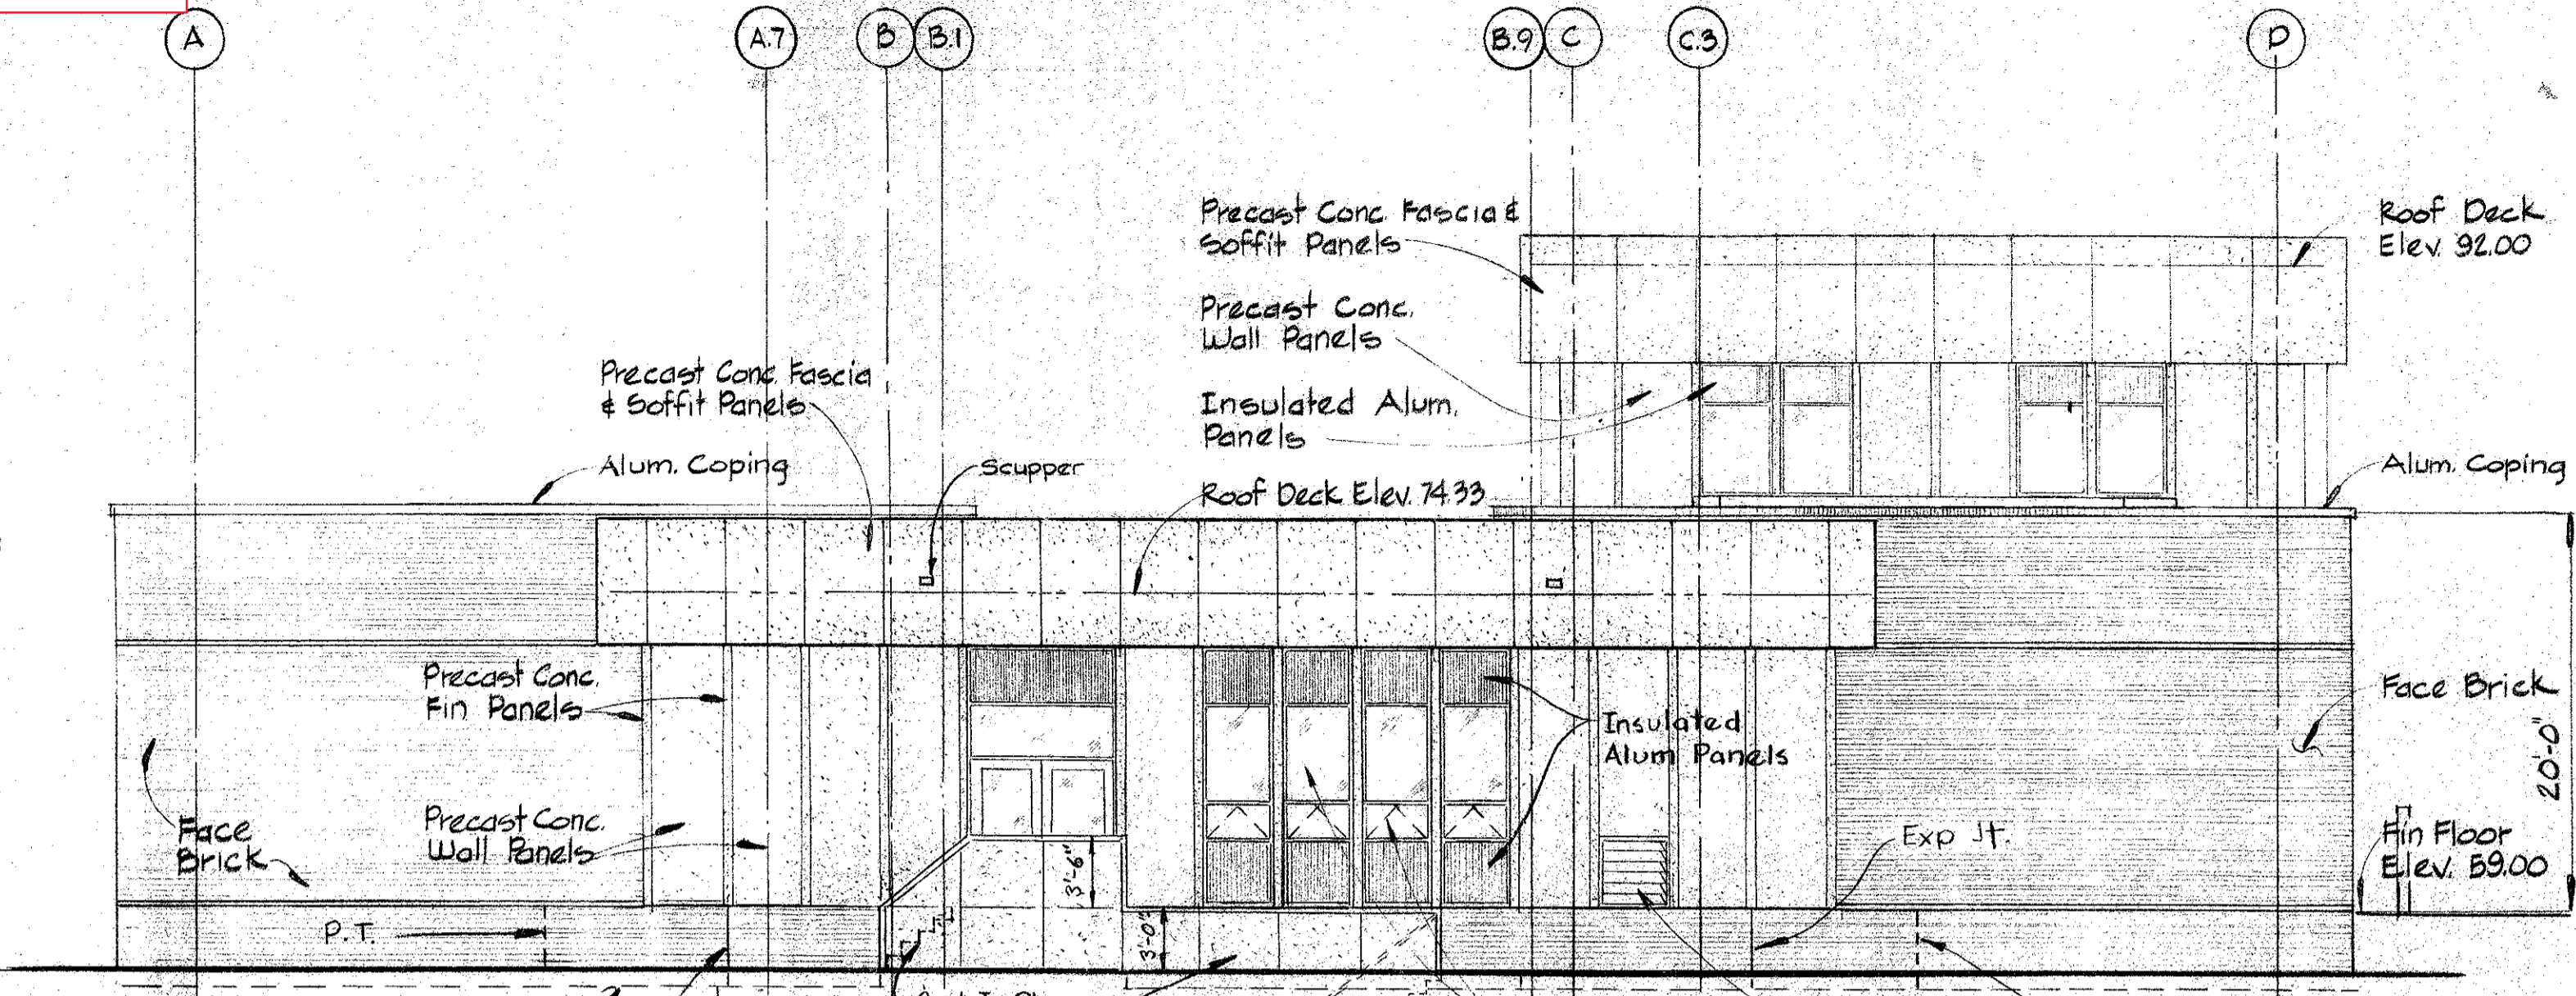 A
A.7
B
B.1
B.9
C
C.3
D
Precast Conc. Fascia &
Soffit Panels
Roof Deck
Elev. 92.00
Precast Conc.
Wall Panels
Precast Conc. Fascia
& Soffit Panels
Insulated Alum.
Panels
Alum. Coping
Scupper
Roof Deck Elev. 74.33
Alum. Coping
Precast Conc.
Fin Panels
Face Brick
Insulated
Alum Panels
20'-0"
Precast Conc.
Wall Panels
Face
Brick
3'-6"
Exp Jt.
Fin Floor
Elev. 59.00
P.T.
3'-0"